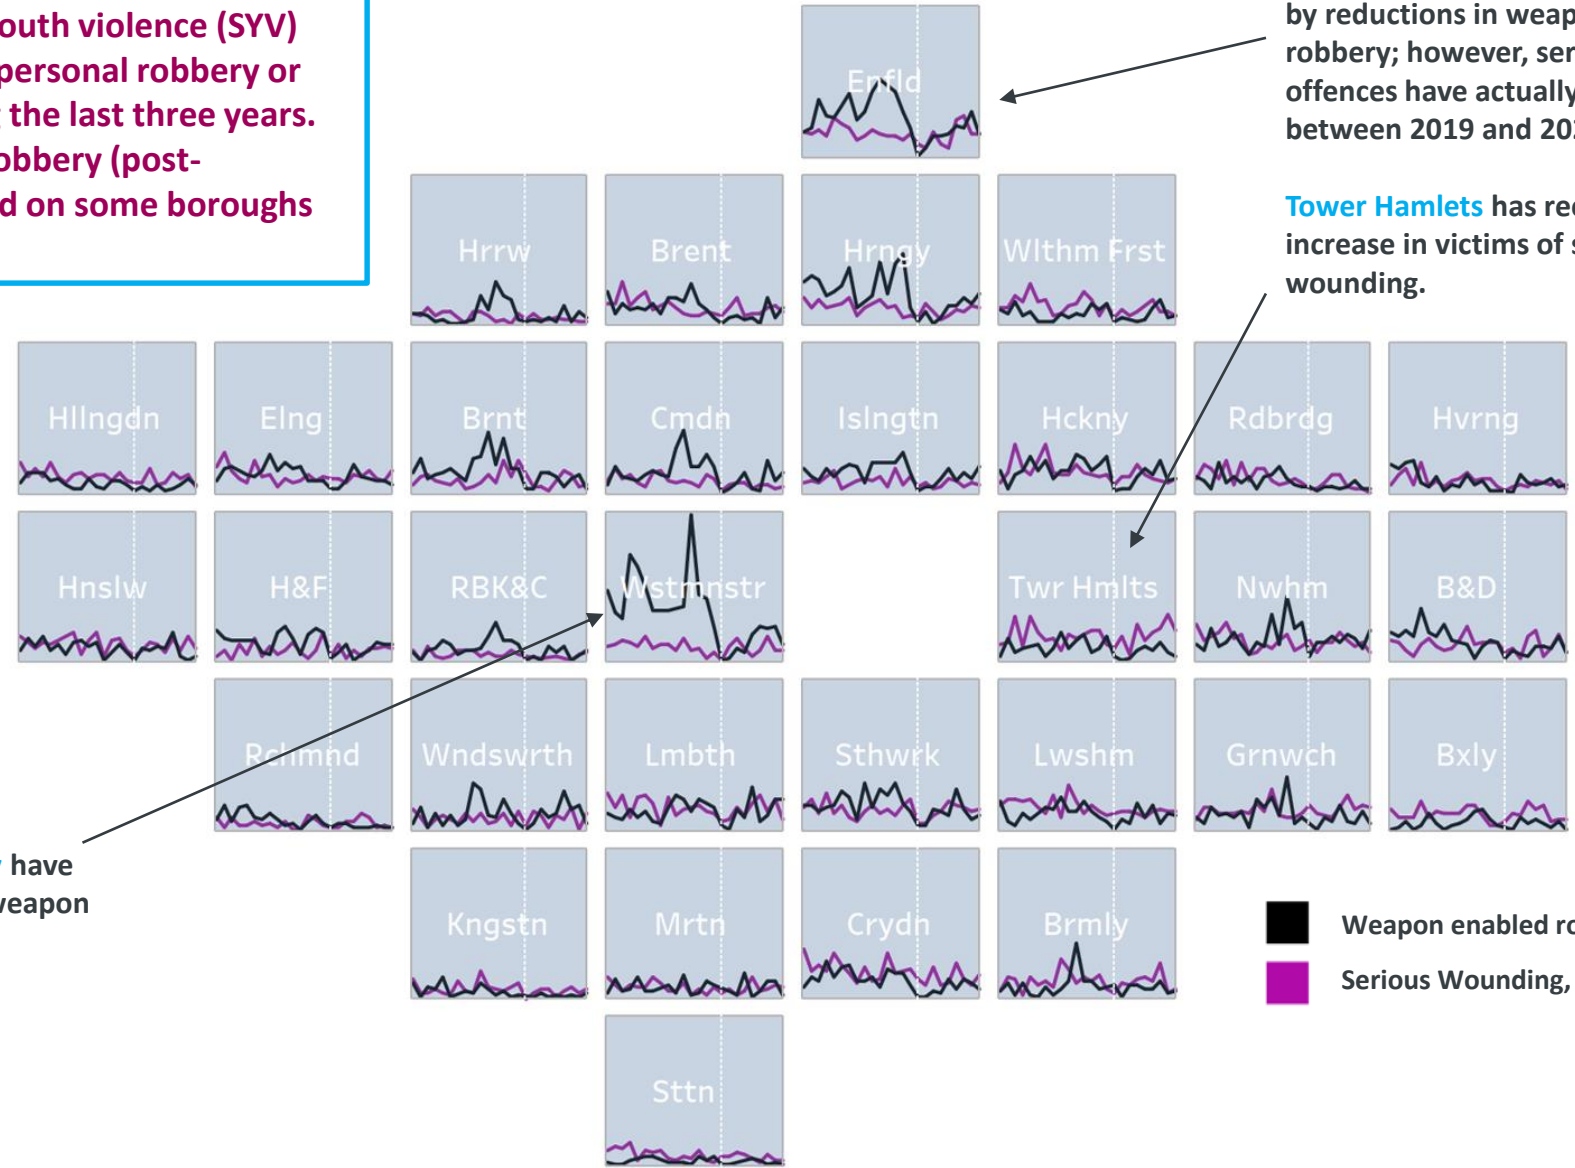 outh violence (SYV)
personal robbery or
the last three years.
obbery (post-
d on some boroughs
by reductions in weap
robbery; however, ser
offences have actually
between 2019 and 202
Tower Hamlets has rec
increase in victims of s
wounding.
Enfld
Hrrw
Brent
Hrngy
Wlthm Frst
Hllngdn
Elng
Brnt
Cmdn
Islngtn
Hckny
Rdbrdg
Hvrng
Hnslw
H&F
RBK&C
Wstmnstr
Twr Hmlts
Nwhm
B&D
Rchmnd
Wndswrth
Lmbth
Sthwrk
Lwshm
Grnwch
Bxly
have
weapon
Kngstn
Mrtn
Crydn
Brmly
Weapon enabled ro
Serious Wounding,
Sttn